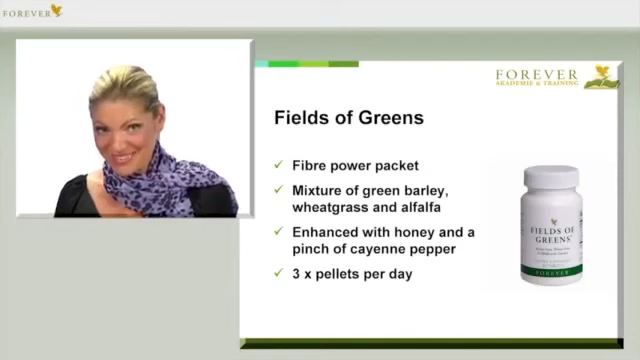 FOREVER
FOREVER
AKADEMIE & TRAINING
Fields of Greens
✓ Fibre power packet
✓ Mixture of green barley,
wheatgrass and alfalfa
✓ Enhanced with honey and a
pinch of cayenne pepper
✓ 3 x pellets per day
FIELDS OF
GREENS
FOREVER